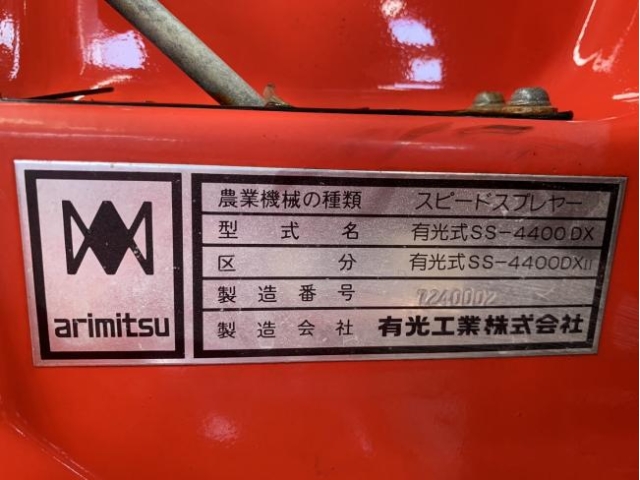 農業機械の種類 スピードスプレヤー
型式名 有光式SS-4400DX
区分 有光式SS-4400DXII
製造番号
製造会社 有光工業株式会社
arimitsu